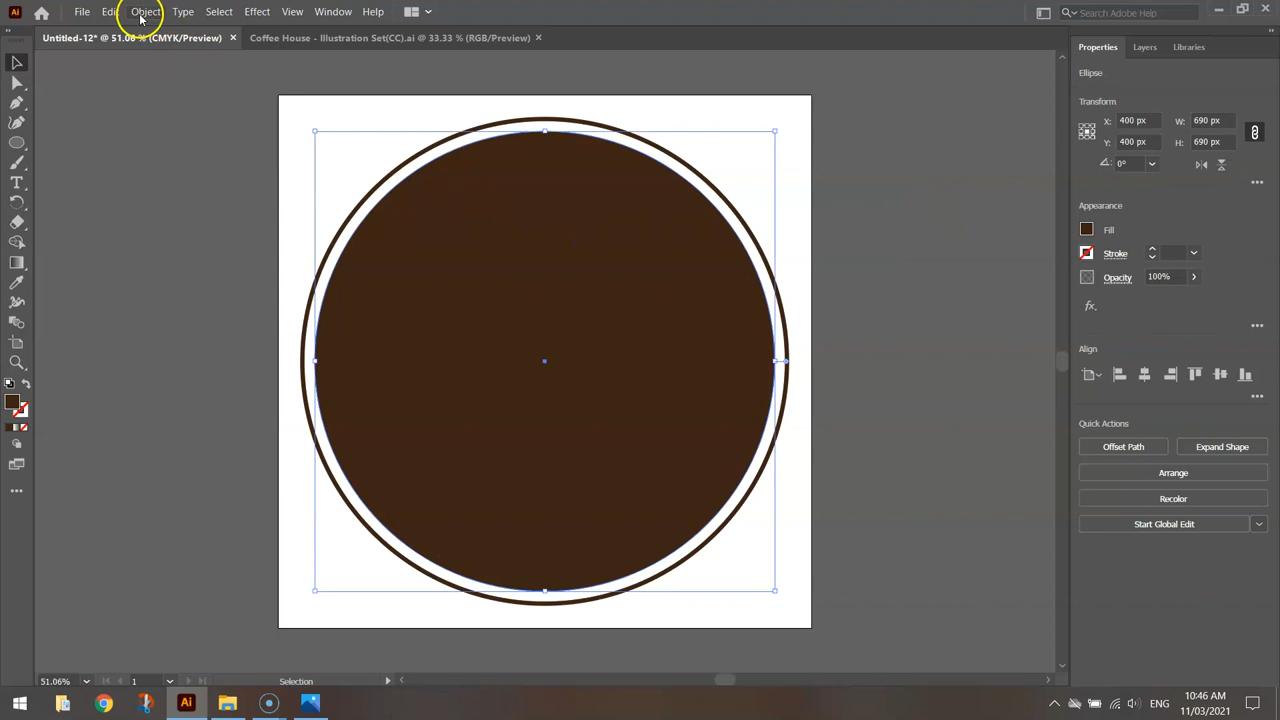 Ai File Edit Object Type Select Effect View Window Help Search Adobe Help
Untitled-12* @ 51.06 % (CMYK/Preview) × Coffee House - Illustration Set(CC).ai @ 33.33 % (RGB/Preview) ×
Properties Layers Libraries
Ellipse
Transform
X: 400 px W: 690 px
Y: 400 px H: 690 px
0°
Appearance
Fill
Stroke
Opacity 100%
fx.
Align
Quick Actions
Offset Path Expand Shape
Arrange
Recolor
Start Global Edit
51.06% 1 Selection
Ai ENG 10:46 AM
11/03/2021